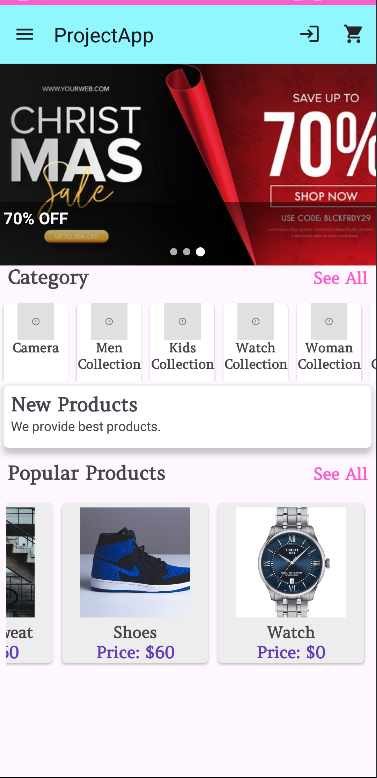 ProjectApp
WWW.YOURWEB.COM
CHRIST
MAS
Sale
UP TO 70% OFF
SAVE UP TO
70%
SHOP NOW
USE CODE: BLCKFRDY29
70% OFF
Category
See All
Camera
Men
Collection
Kids
Collection
Watch
Collection
Woman
Collection
New Products
We provide best products.
Popular Products
See All
weat
60
Shoes
Price: $60
Watch
Price: $0